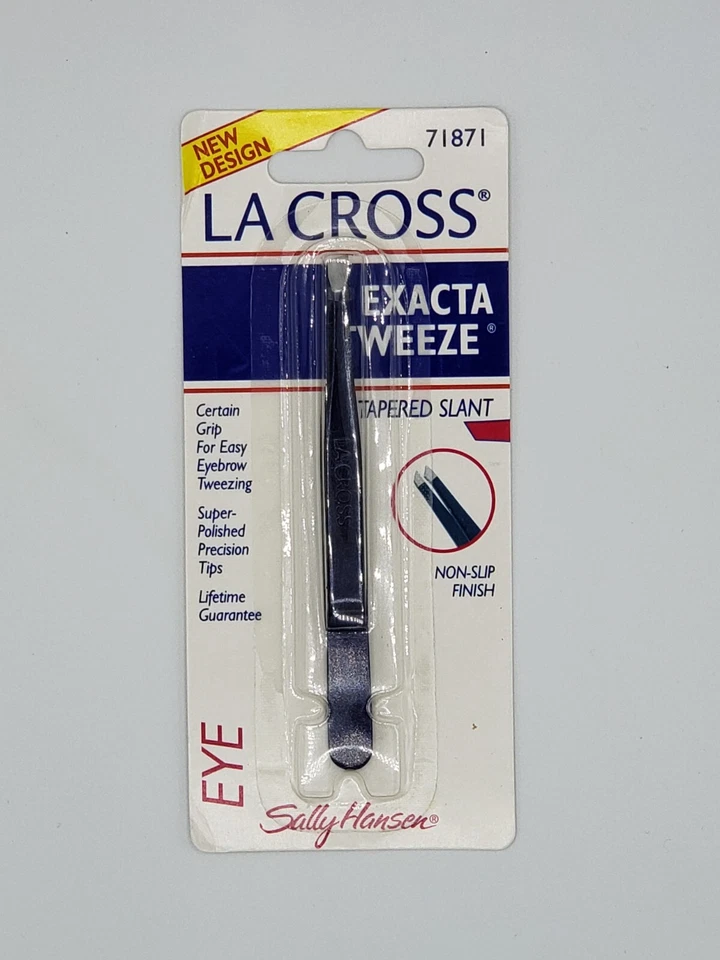 NEW
DESIGN
71871
LA CROSS®
EXACTA
TWEEZE®
TAPERED SLANT
Certain
Grip
For Easy
Eyebrow
Tweezing
Super-
Polished
Precision
Tips
Lifetime
Guarantee
LA CROSS
NON-SLIP
FINISH
EYE
Sally Hansen®